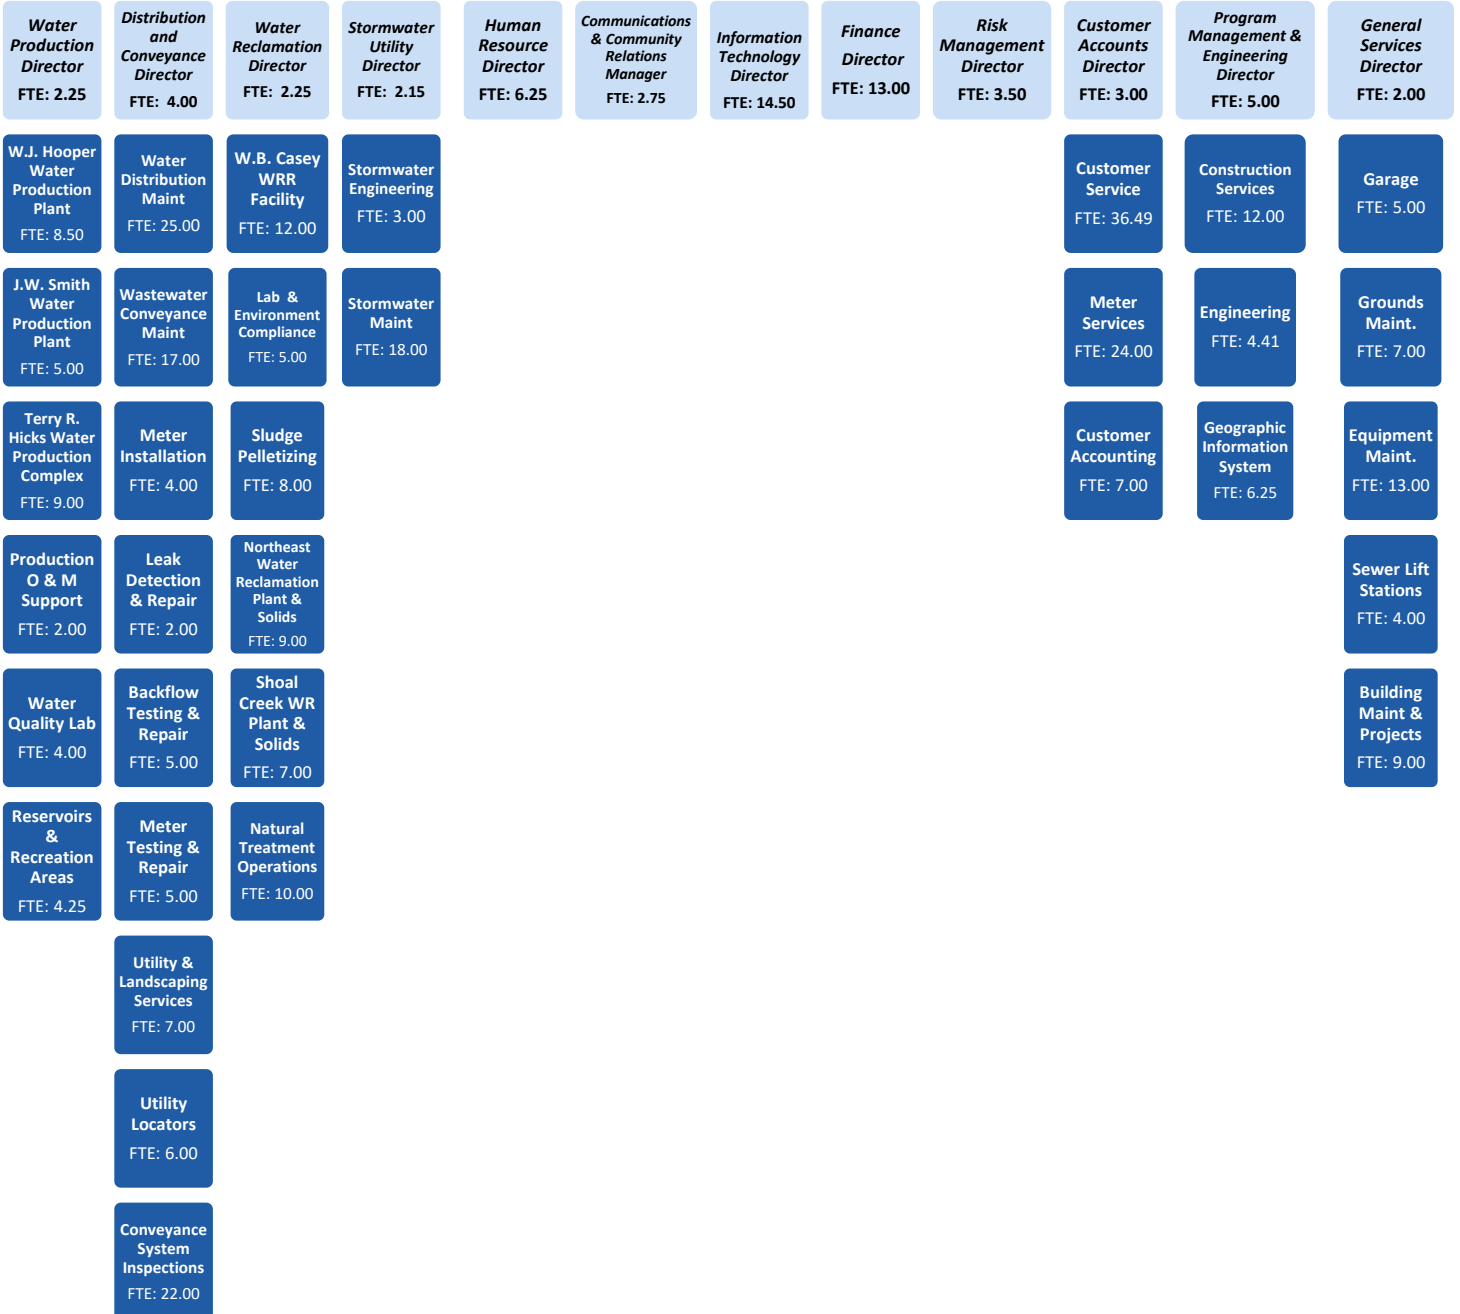 Water
Production
Director
FTE: 2.25
Distribution
and
Conveyance
Director
FTE: 4.00
Water
Reclamation
Director
FTE: 2.25
Stormwater
Utility
Director
FTE: 2.15
Human
Resource
Director
FTE: 6.25
Communications
& Community
Relations
Manager
FTE: 2.75
Information
Technology
Director
FTE: 14.50
Finance
Director
FTE: 13.00
Risk
Management
Director
FTE: 3.50
Customer
Accounts
Director
FTE: 3.00
Program
Management &
Engineering
Director
FTE: 5.00
General
Services
Director
FTE: 2.00
W.J. Hooper
Water
Production
Plant
FTE: 8.50
Water
Distribution
Maint
FTE: 25.00
W.B. Casey
WRR
Facility
FTE: 12.00
Stormwater
Engineering
FTE: 3.00
Customer
Service
FTE: 36.49
Construction
Services
FTE: 12.00
Garage
FTE: 5.00
J.W. Smith
Water
Production
Plant
FTE: 5.00
Wastewater
Conveyance
Maint
FTE: 17.00
Lab &
Environment
Compliance
FTE: 5.00
Stormwater
Maint
FTE: 18.00
Meter
Services
FTE: 24.00
Engineering
FTE: 4.41
Grounds
Maint.
FTE: 7.00
Terry R.
Hicks Water
Production
Complex
FTE: 9.00
Meter
Installation
FTE: 4.00
Sludge
Pelletizing
FTE: 8.00
Customer
Accounting
FTE: 7.00
Geographic
Information
System
FTE: 6.25
Equipment
Maint.
FTE: 13.00
Production
O & M
Support
FTE: 2.00
Leak
Detection
& Repair
FTE: 2.00
Northeast
Water
Reclamation
Plant &
Solids
FTE: 9.00
Sewer Lift
Stations
FTE: 4.00
Water
Quality Lab
FTE: 4.00
Backflow
Testing &
Repair
FTE: 5.00
Shoal
Creek WR
Plant &
Solids
FTE: 7.00
Building
Maint &
Projects
FTE: 9.00
Reservoirs
&
Recreation
Areas
FTE: 4.25
Meter
Testing &
Repair
FTE: 5.00
Natural
Treatment
Operations
FTE: 10.00
Utility &
Landscaping
Services
FTE: 7.00
Utility
Locators
FTE: 6.00
Conveyance
System
Inspections
FTE: 22.00